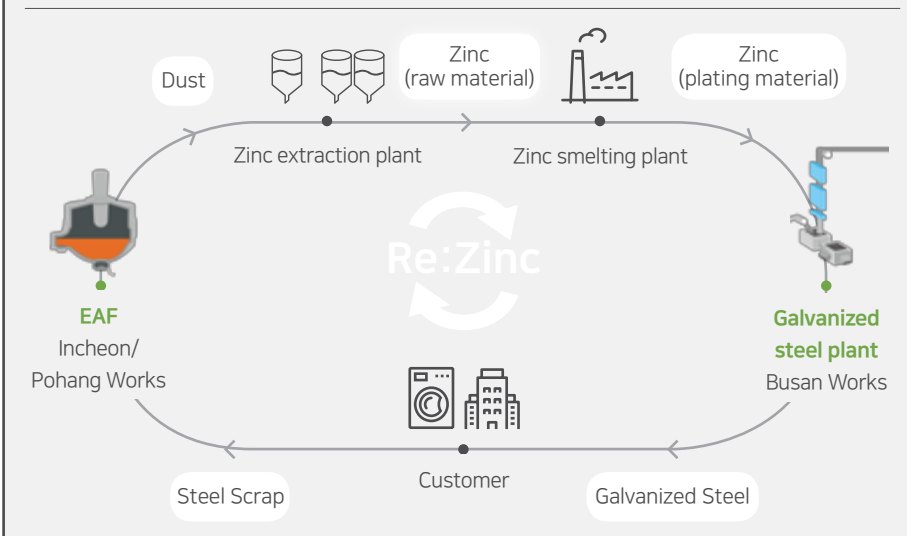 Dust
Zinc
(raw material)
Zinc
(plating material)
Zinc extraction plant
Zinc smelting plant
Re:Zinc
EAF
Incheon/
Pohang Works
Galvanized
steel plant
Busan Works
Customer
Steel Scrap
Galvanized Steel